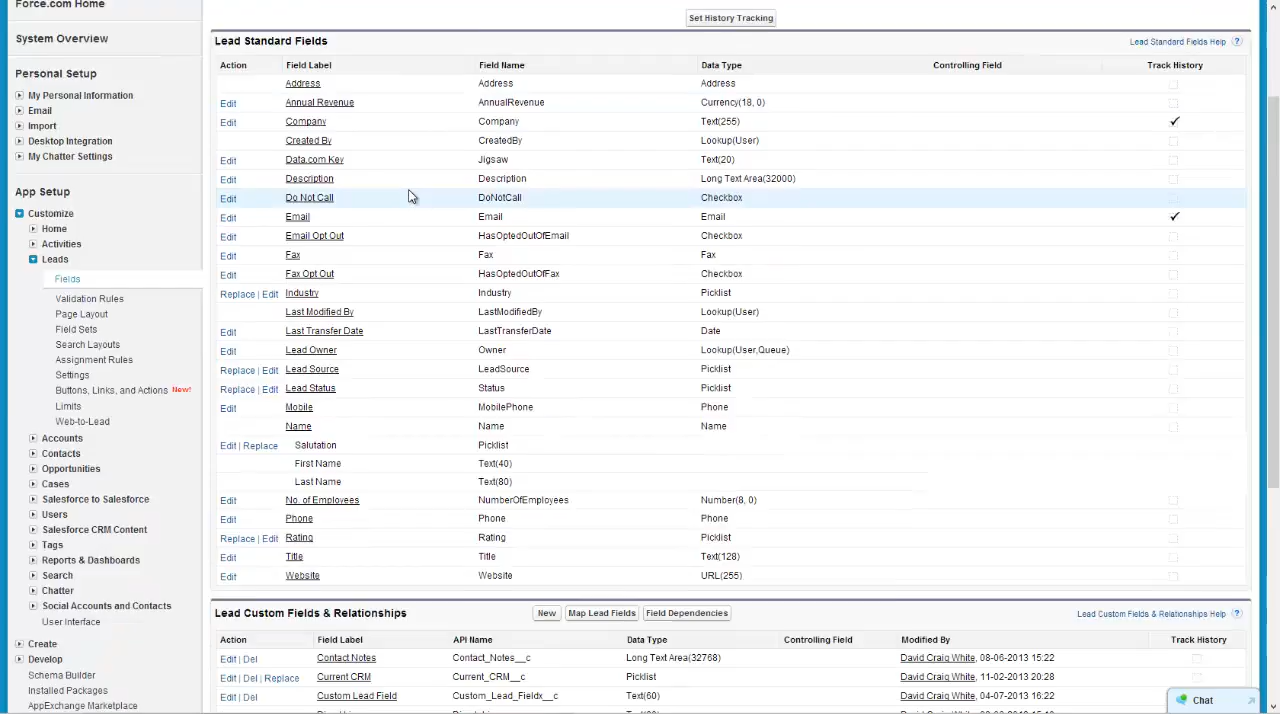 Force.com Home
System Overview
Personal Setup
My Personal Information
Email
Import
Desktop Integration
My Chatter Settings
App Setup
Customize
Home
Activities
Leads
Fields
Validation Rules
Page Layout
Field Sets
Search Layouts
Assignment Rules
Settings
Buttons, Links, and Actions New!
Limits
Web-to-Lead
Accounts
Contacts
Opportunities
Cases
Salesforce to Salesforce
Users
Salesforce CRM Content
Tags
Reports & Dashboards
Search
Chatter
Social Accounts and Contacts
User Interface
Create
Develop
Schema Builder
Installed Packages
AppExchange Marketplace
Set History Tracking
Lead Standard Fields Lead Standard Fields Help ?
Action Field Label Field Name Data Type Controlling Field Track History
Address Address Address
Edit Annual Revenue AnnualRevenue Currency(18, 0)
Edit Company Company Text(255)
Created By CreatedBy Lookup(User)
Edit Data.com Key Jigsaw Text(20)
Edit Description Description Long Text Area(32000)
Edit Do Not Call DoNotCall Checkbox
Edit Email Email Email
Edit Email Opt Out HasOptedOutOfEmail Checkbox
Edit Fax Fax Fax
Edit Fax Opt Out HasOptedOutOfFax Checkbox
Replace | Edit Industry Industry Picklist
Last Modified By LastModifiedBy Lookup(User)
Edit Last Transfer Date LastTransferDate Date
Edit Lead Owner Owner Lookup(User,Queue)
Replace | Edit Lead Source LeadSource Picklist
Replace | Edit Lead Status Status Picklist
Edit Mobile MobilePhone Phone
Name Name Name
Edit | Replace Salutation Picklist
First Name Text(40)
Last Name Text(80)
Edit No. of Employees NumberOfEmployees Number(8, 0)
Edit Phone Phone Phone
Replace | Edit Rating Rating Picklist
Edit Title Title Text(128)
Edit Website Website URL(255)
Lead Custom Fields & Relationships New Map Lead Fields Field Dependencies Lead Custom Fields & Relationships Help ?
Action Field Label API Name Data Type Controlling Field Modified By Track History
Edit | Del Contact Notes Contact_Notes__c Long Text Area(32768) David Craig White, 08-06-2013 15:22
Edit | Del | Replace Current CRM Current_CRM__c Picklist David Craig White, 11-02-2013 20:28
Edit | Del Custom Lead Field Custom_Lead_Fieldx__c Text(60) David Craig White, 04-07-2013 16:22
Chat